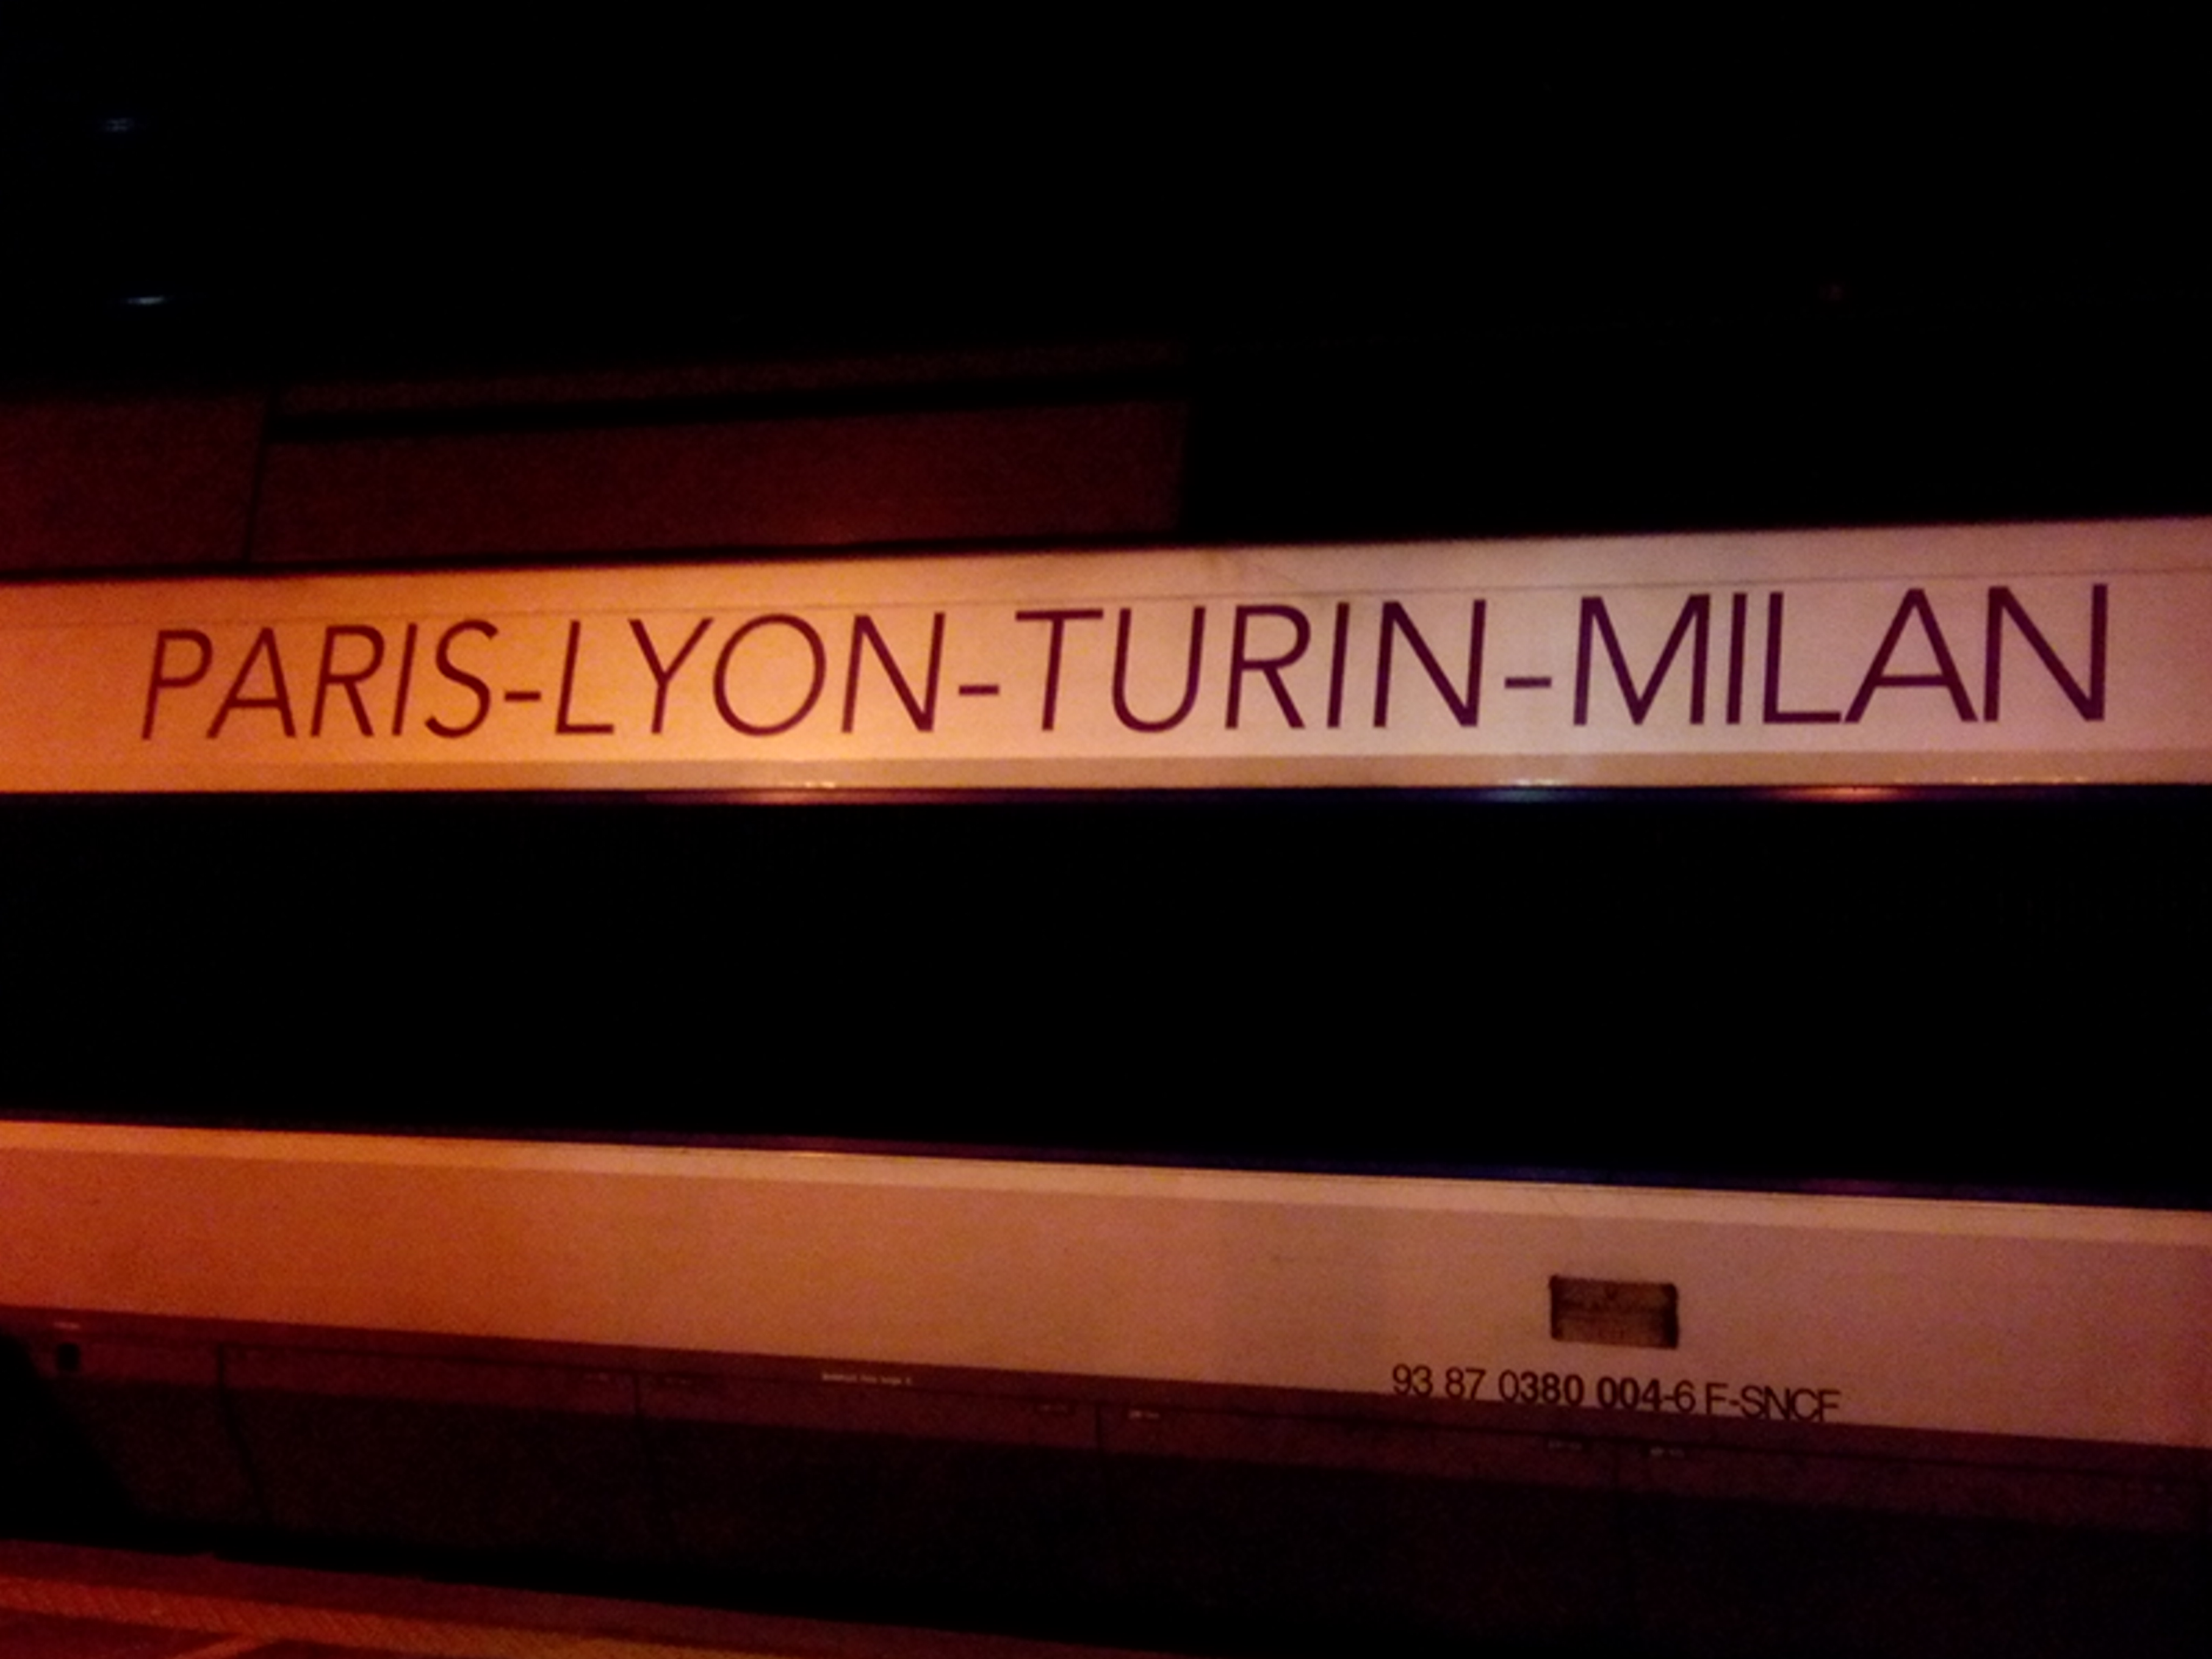 PARIS-LYON-TURIN-MILAN
93 87 0380 004-6 F-SNCF